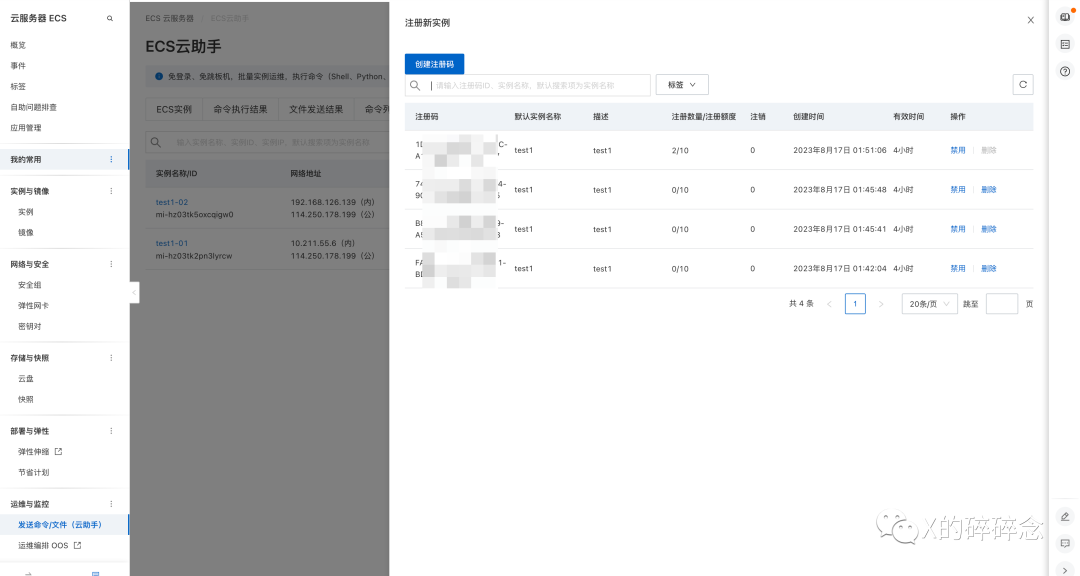 云服务器 ECS
概览
事件
标签
自助问题排查
应用管理
我的常用
实例与镜像
实例
镜像
网络与安全
安全组
弹性网卡
密钥对
存储与快照
云盘
快照
部署与弹性
弹性伸缩
节省计划
运维与监控
发送命令/文件（云助手）
运维编排 OOS
ECS 云服务器 / ECS云助手
ECS云助手
免登录、免跳板机、批量实例运维、执行命令（Shell、Python、
ECS实例 命令执行结果 文件发送结果 命令列
输入实例名称、实例ID、实例IP，默认搜索项为实例名称
实例名称/ID 网络地址
test1-02 192.168.126.139（内）
mi-hz03tk5oxcqigw0 114.250.178.199（公）
test1-01 10.211.55.6（内）
mi-hz03tk2pn3lyrcw 114.250.178.199（公）
注册新实例
创建注册码
请输入注册码ID、实例名称、默认搜索项为实例名称 标签
注册码 默认实例名称 描述 注册数量/注册额度 注销 创建时间 有效时间 操作
test1 test1 2/10 0 2023年8月17日 01:51:06 4小时 禁用 删除
test1 test1 0/10 0 2023年8月17日 01:45:48 4小时 禁用 删除
test1 test1 0/10 0 2023年8月17日 01:45:41 4小时 禁用 删除
test1 test1 0/10 0 2023年8月17日 01:42:04 4小时 禁用 删除
共 4 条 < 1 > 20条/页 跳至 页
X的碎碎念